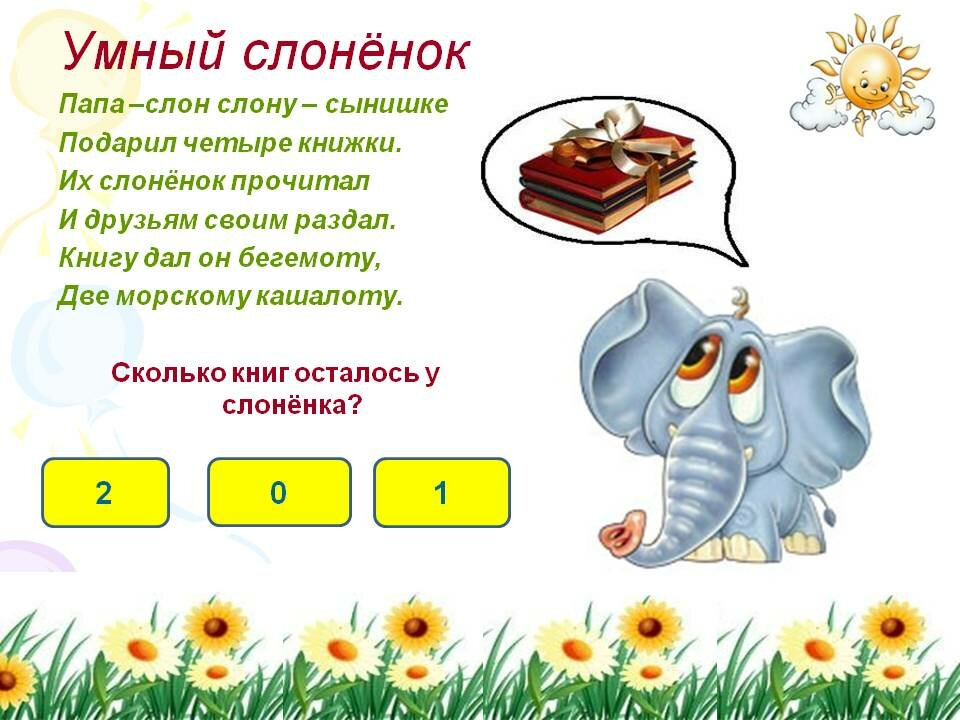 Умный слонёнок
Папа –слон слону – сынишке
Подарил четыре книжки.
Их слонёнок прочитал
И друзьям своим раздал.
Книгу дал он бегемоту,
Две морскому кашалоту.
Сколько книг осталось у
слонёнка?
2 0 1